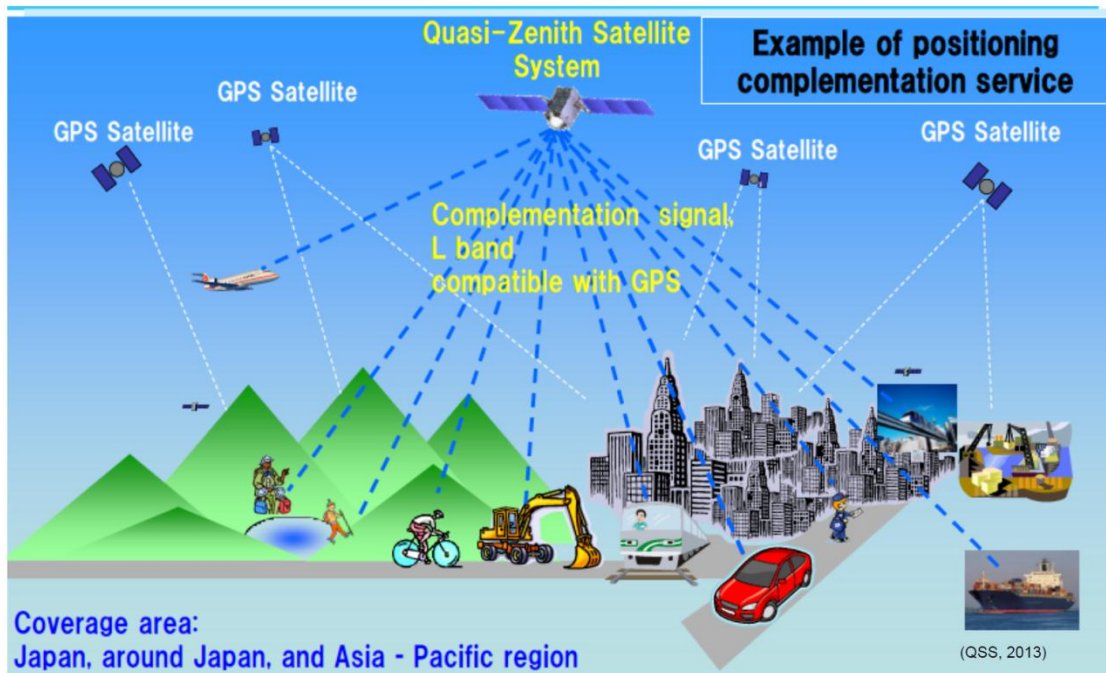 Quasi-Zenith Satellite
System
Example of positioning
complementation service
GPS Satellite
GPS Satellite
GPS Satellite
GPS Satellite
Complementation signal,
L band
compatible with GPS
Coverage area:
Japan, around Japan, and Asia - Pacific region
(QSS, 2013)